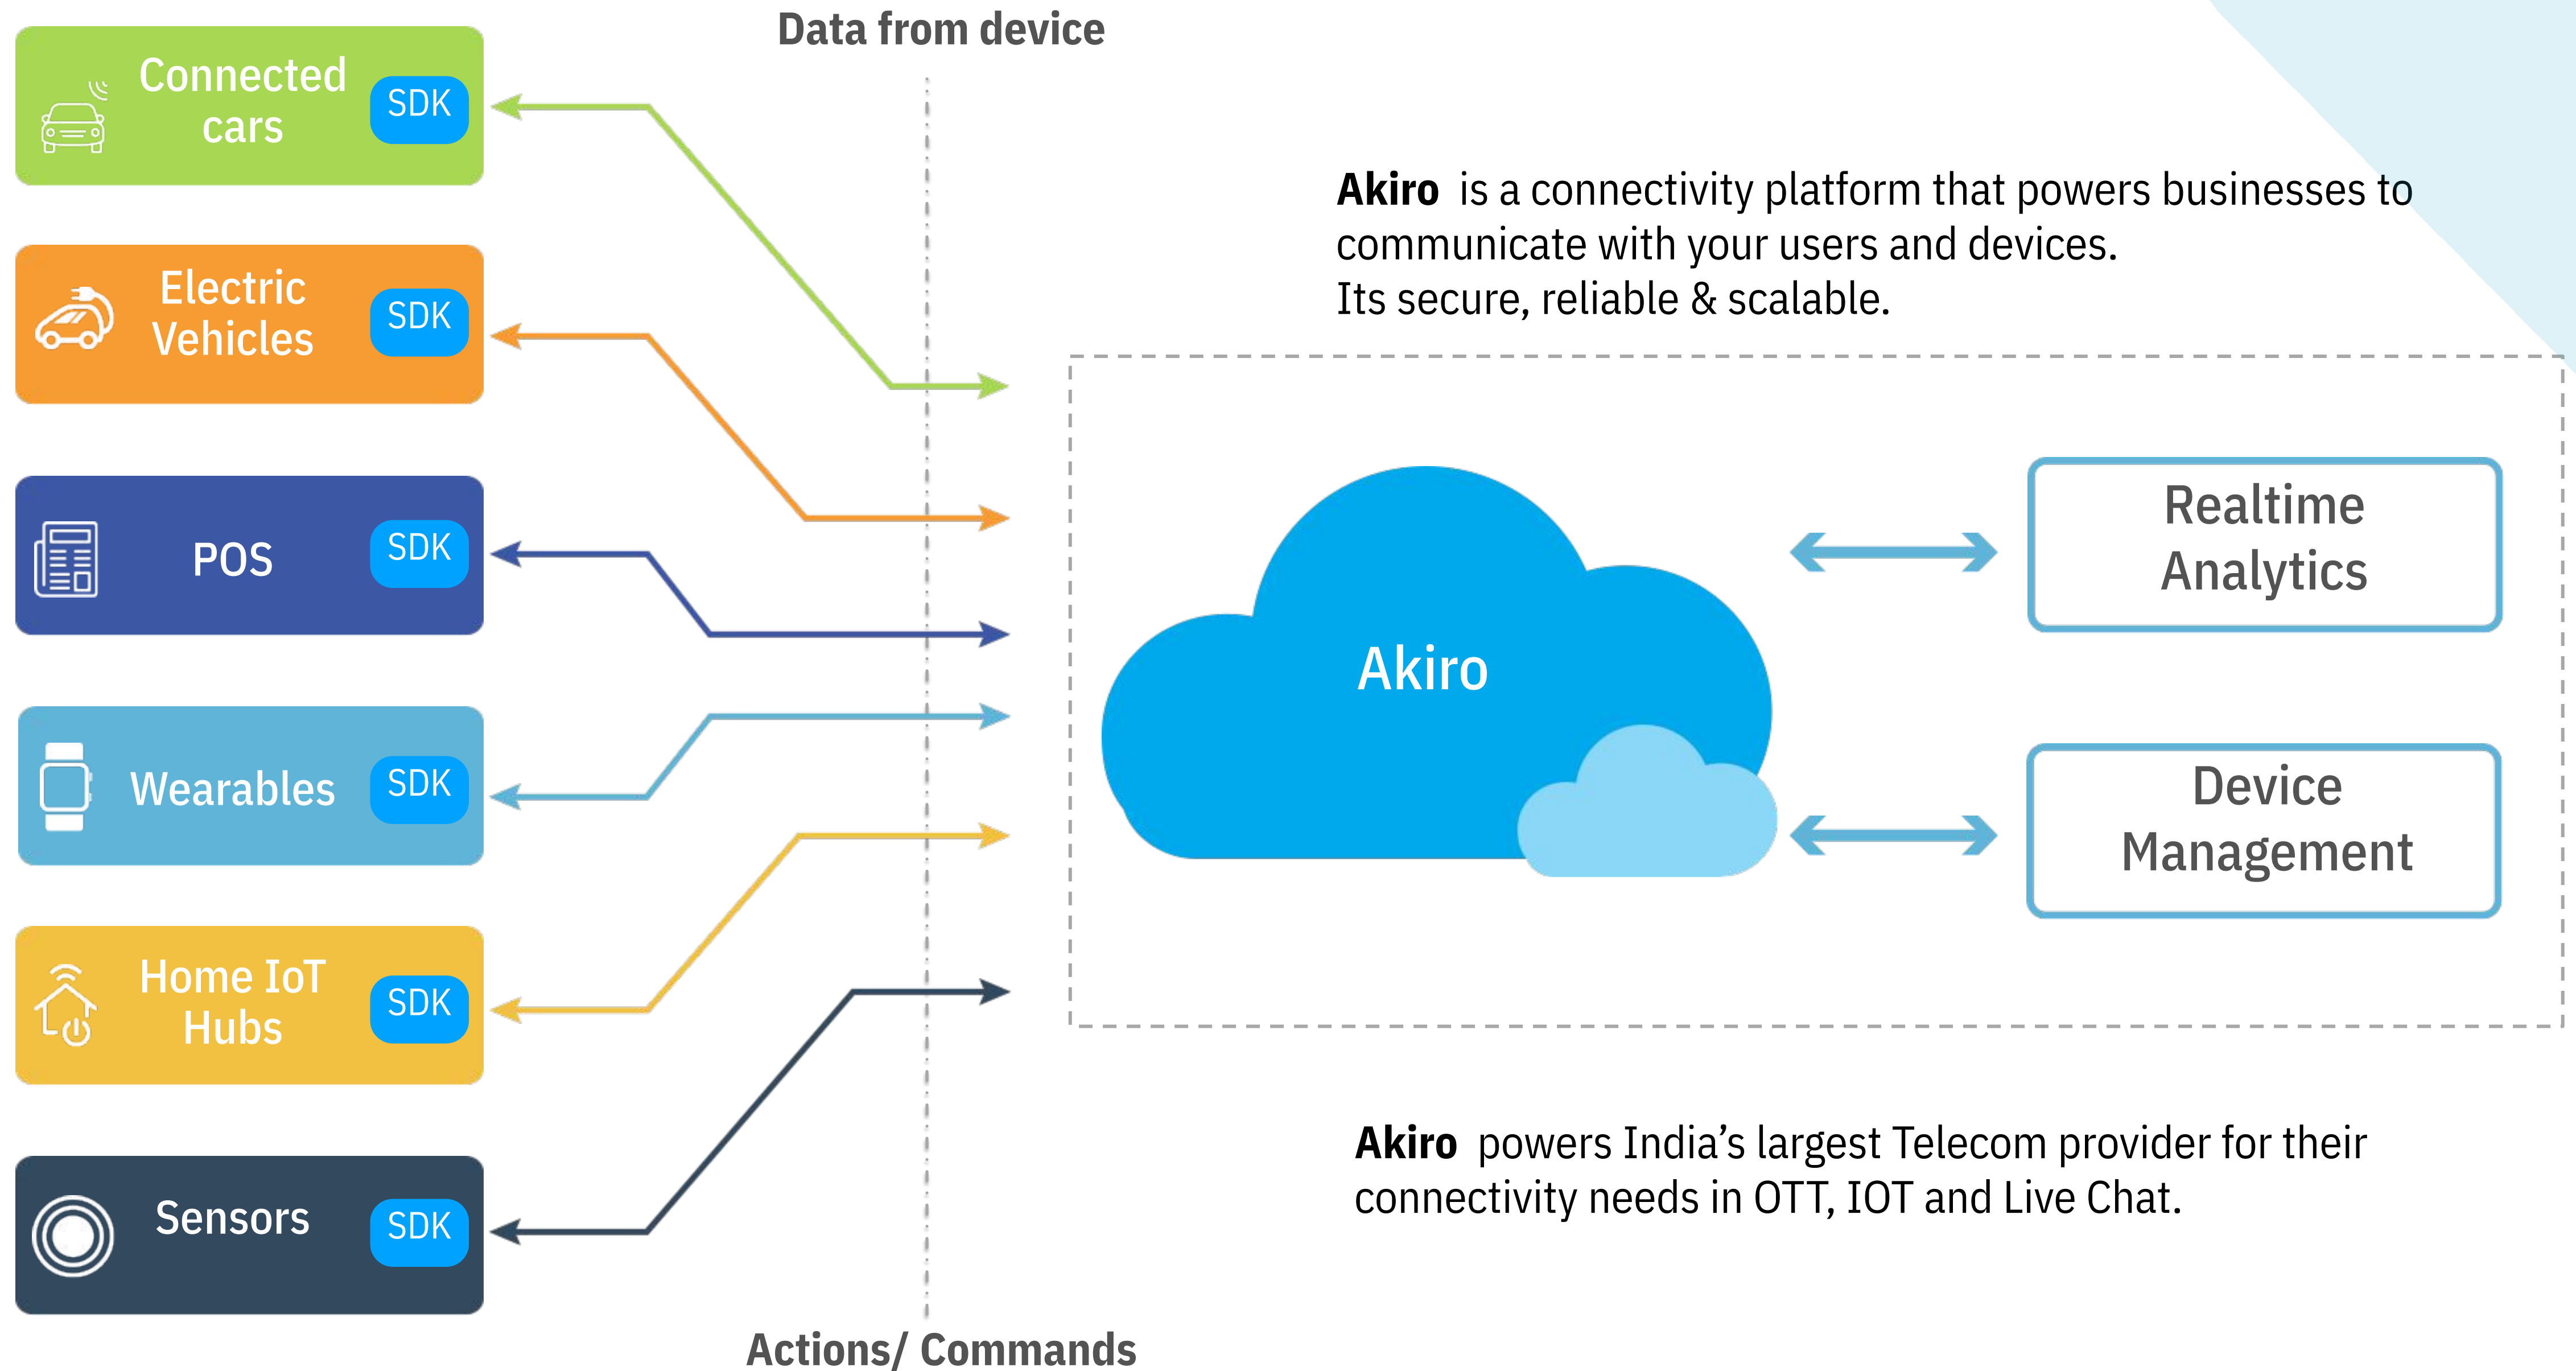 Data from device
Connected
cars
SDK
Electric
Vehicles
SDK
POS
SDK
Wearables
SDK
Home IoT
Hubs
SDK
Sensors
SDK
Actions/ Commands
Akiro is a connectivity platform that powers businesses to
communicate with your users and devices.
Its secure, reliable & scalable.
Akiro
Realtime
Analytics
Device
Management
Akiro powers India’s largest Telecom provider for their
connectivity needs in OTT, IOT and Live Chat.